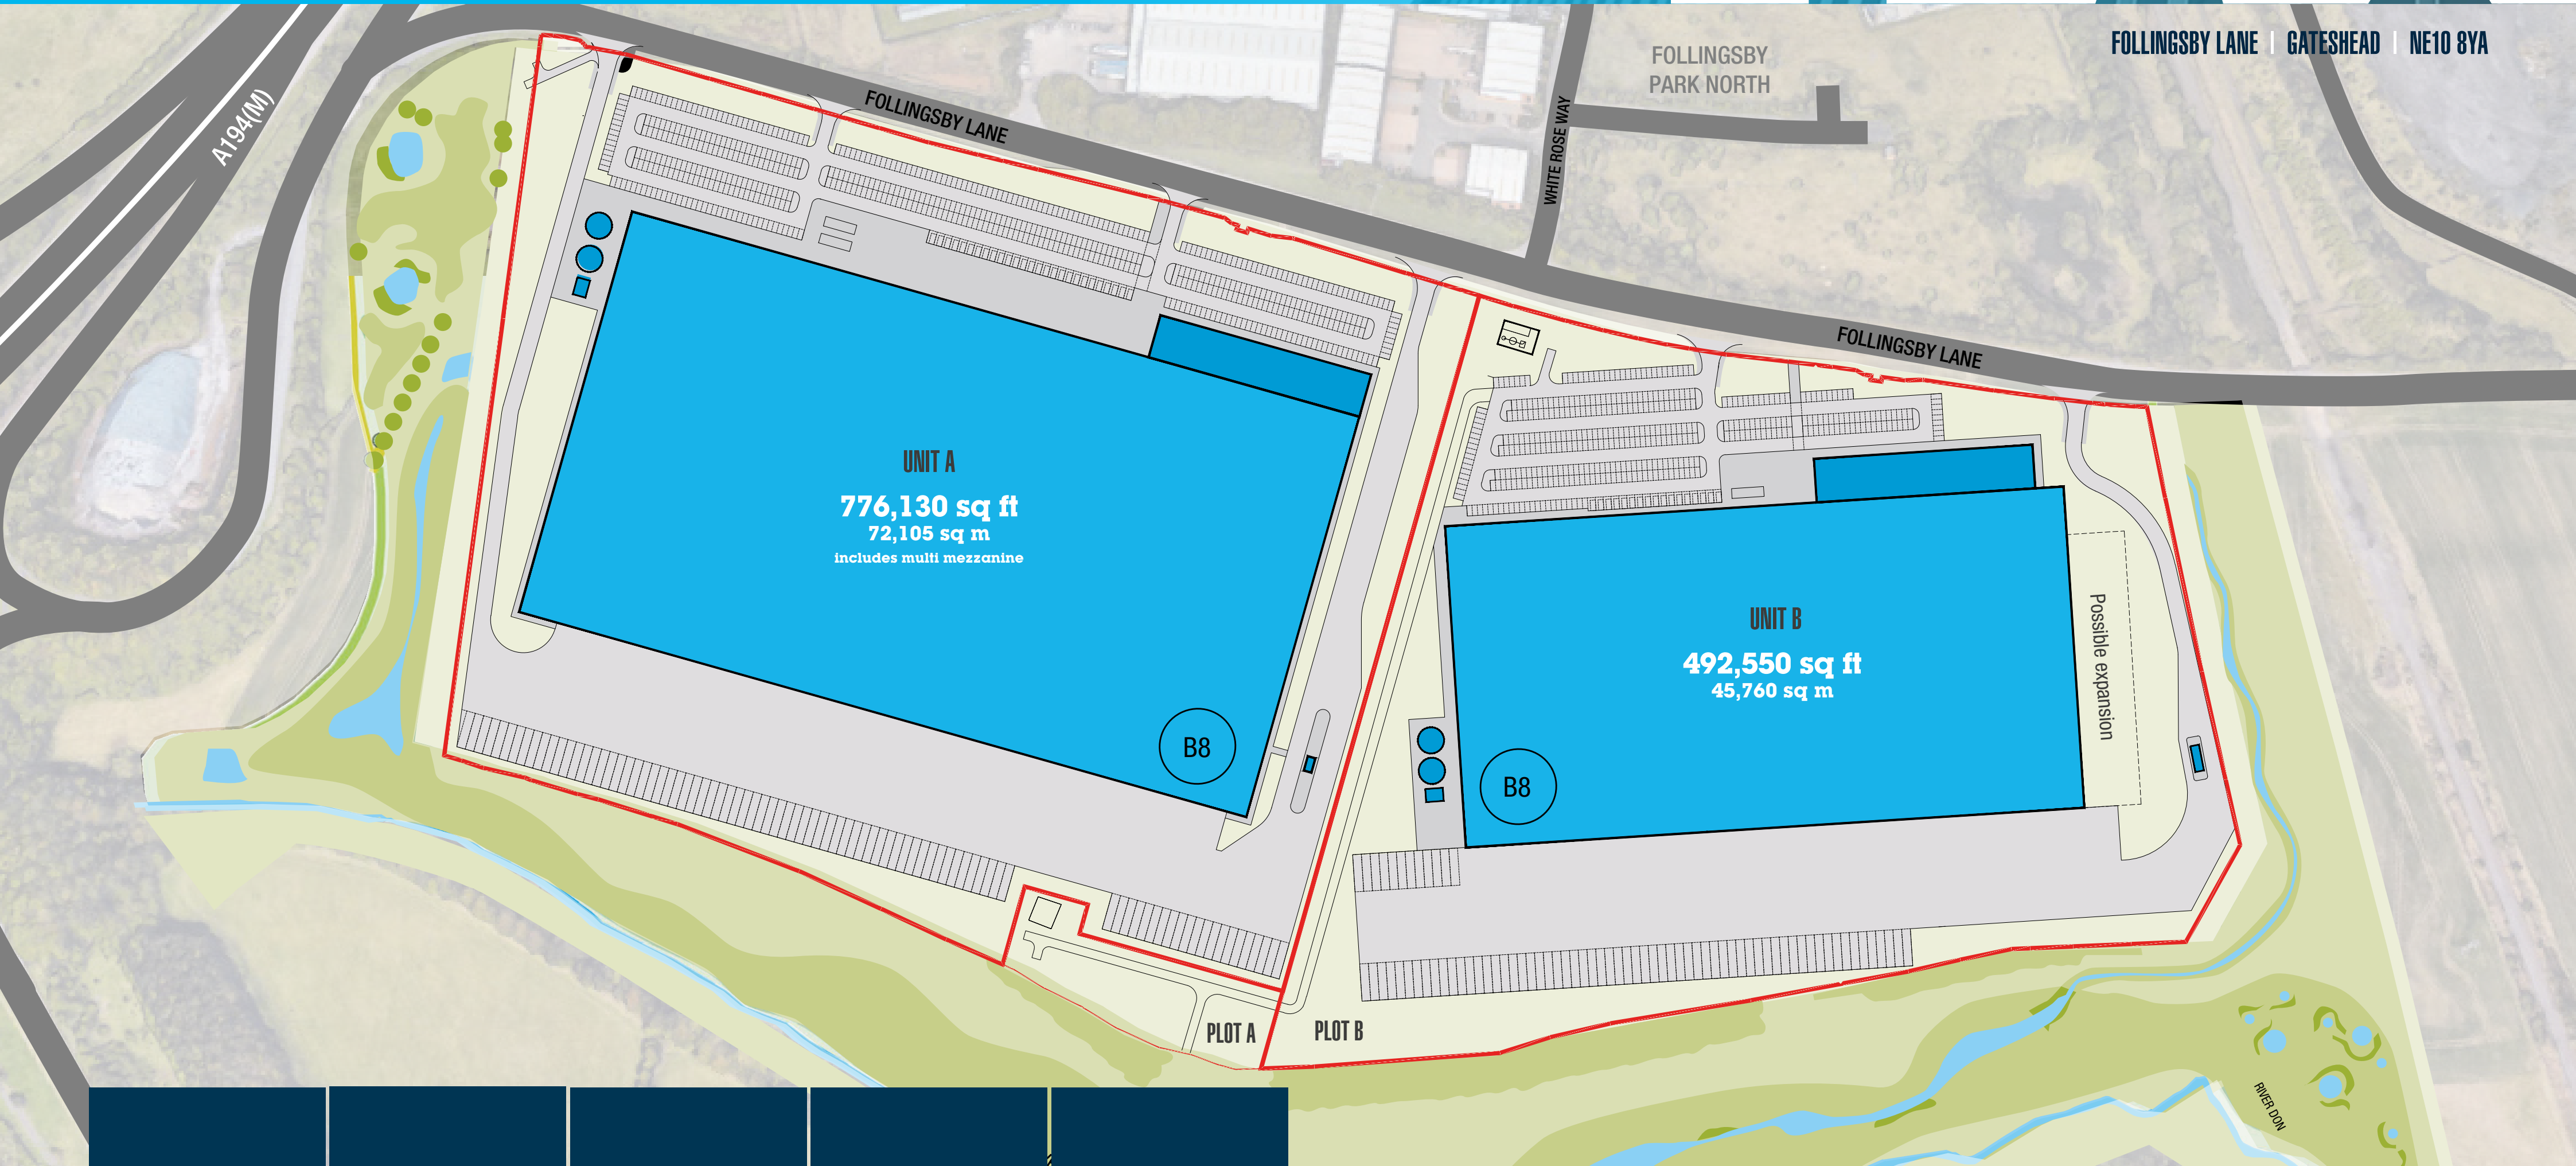 FOLLINGSBY LANE | GATESHEAD | NE10 8YA
FOLLINGSBY
PARK NORTH
A194(M)
FOLLINGSBY LANE
WHITE ROSE WAY
FOLLINGSBY LANE
UNIT A
776,130 sq ft
72,105 sq m
includes multi mezzanine
B8
UNIT B
492,550 sq ft
45,760 sq m
B8
Possible expansion
PLOT A
PLOT B
RIVER DON